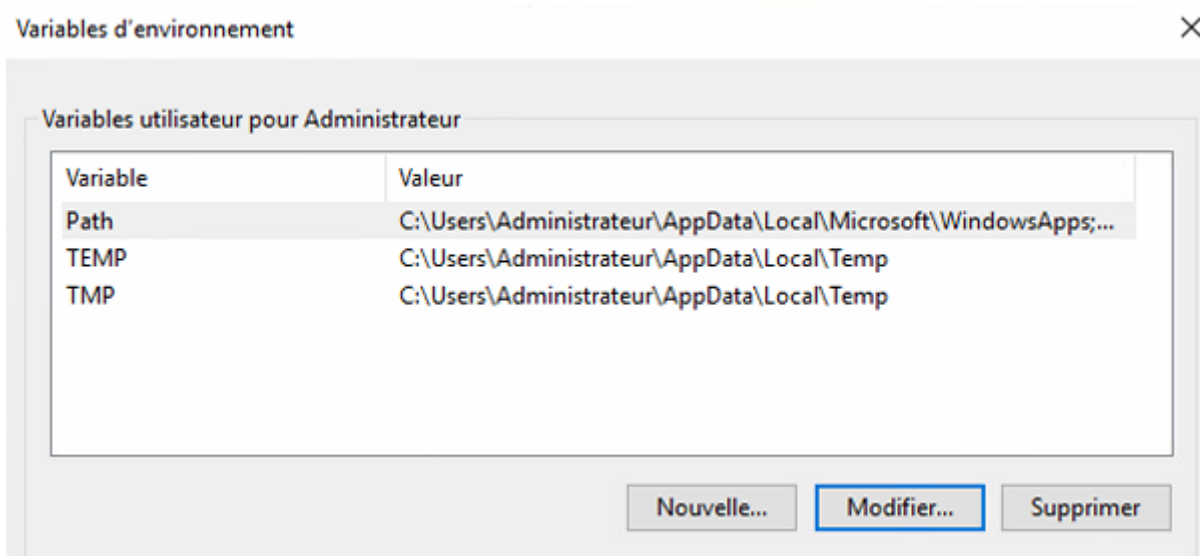 Variables d'environnement
Variables utilisateur pour Administrateur
Variable Valeur
Path C:\Users\Administrateur\AppData\Local\Microsoft\WindowsApps;...
TEMP C:\Users\Administrateur\AppData\Local\Temp
TMP C:\Users\Administrateur\AppData\Local\Temp
Nouvelle... Modifier... Supprimer